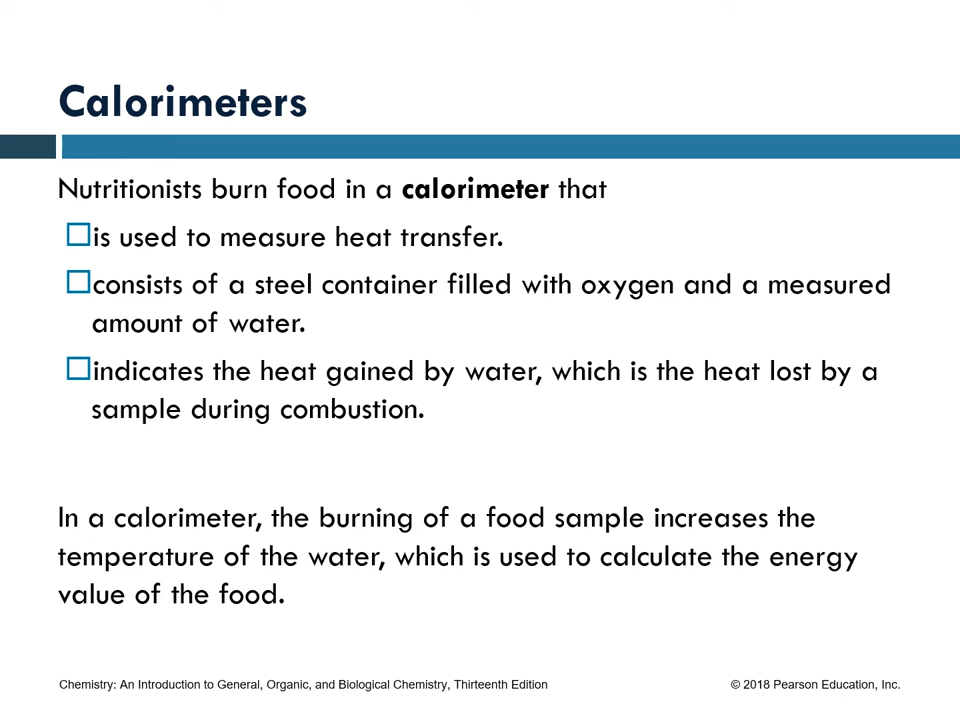 Calorimeters
Nutritionists burn food in a calorimeter that
is used to measure heat transfer.
consists of a steel container filled with oxygen and a measured
amount of water.
indicates the heat gained by water, which is the heat lost by a
sample during combustion.
In a calorimeter, the burning of a food sample increases the
temperature of the water, which is used to calculate the energy
value of the food.
Chemistry: An Introduction to General, Organic, and Biological Chemistry, Thirteenth Edition
© 2018 Pearson Education, Inc.